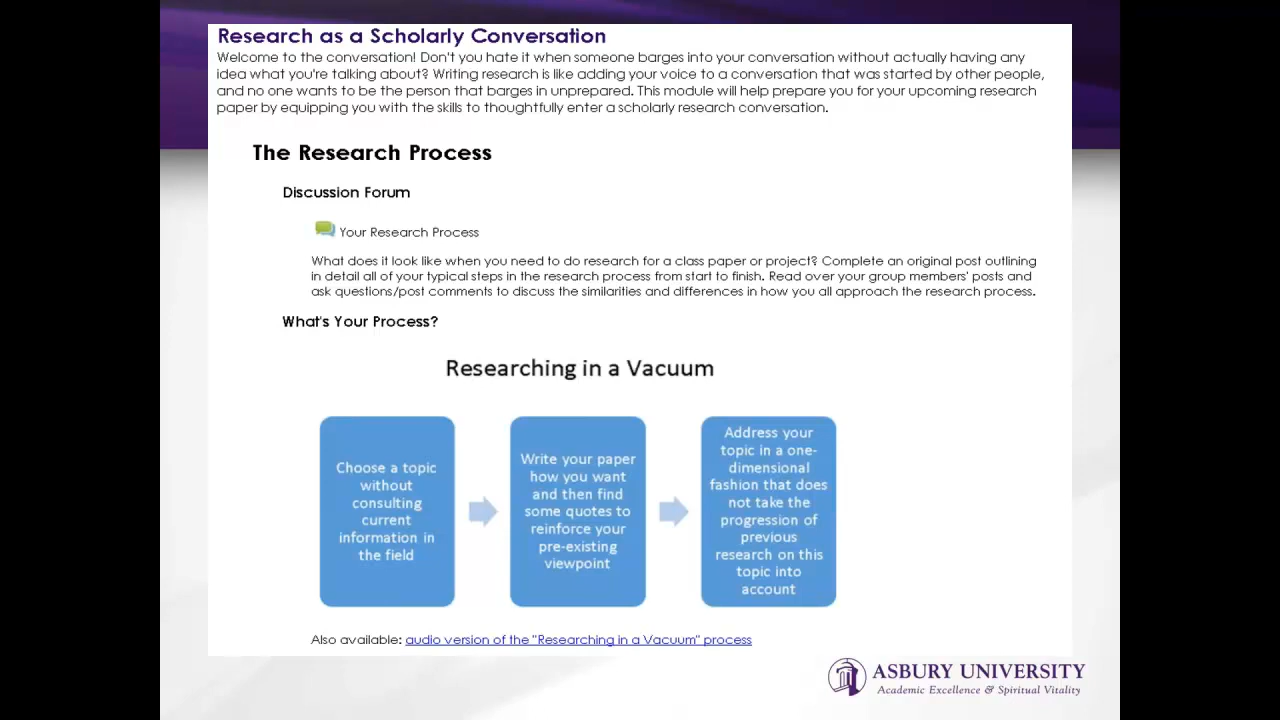 Research as a Scholarly Conversation
Welcome to the conversation! Don't you hate it when someone barges into your conversation without actually having any
idea what you're talking about? Writing research is like adding your voice to a conversation that was started by other people,
and no one wants to be the person that barges in unprepared. This module will help prepare you for your upcoming research
paper by equipping you with the skills to thoughtfully enter a scholarly research conversation.
The Research Process
Discussion Forum
Your Research Process
What does it look like when you need to do research for a class paper or project? Complete an original post outlining
in detail all of your typical steps in the research process from start to finish. Read over your group members' posts and
ask questions/post comments to discuss the similarities and differences in how you all approach the research process.
What's Your Process?
Researching in a Vacuum
Choose a topic
without
consulting
current
information in
the field
Write your paper
how you want
and then find
some quotes to
reinforce your
pre-existing
viewpoint
Address your
topic in a one-
dimensional
fashion that does
not take the
progression of
previous
research on this
topic into
account
Also available: audio version of the "Researching in a Vacuum" process
ASBURY UNIVERSITY
Academic Excellence & Spiritual Vitality